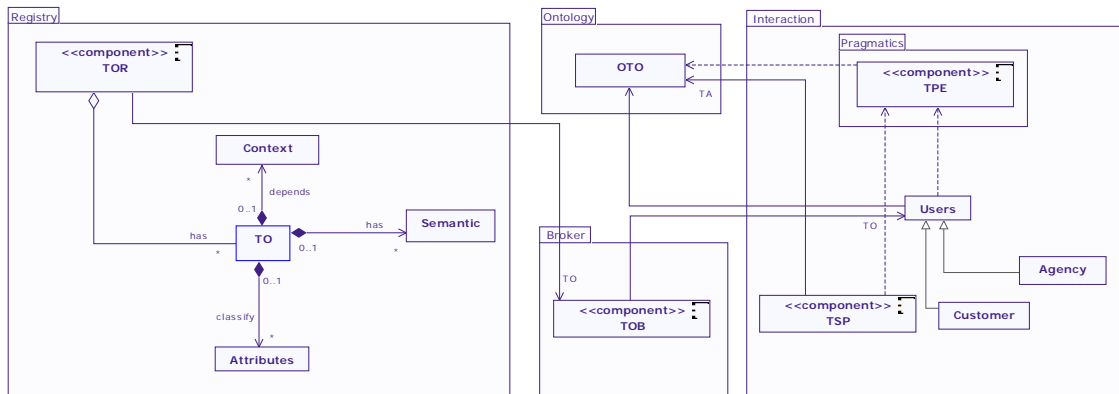 Registry
<<component>>
TOR
Context
*
depends
0..1
TO
has
*
has
0..1
*
Semantic
0..1
classify
*
Attributes
Ontology
OTO
TA
Broker
TO
<<component>>
TOB
Interaction
Pragmatics
<<component>>
TPE
Users
TO
Agency
<<component>>
TSP
Customer